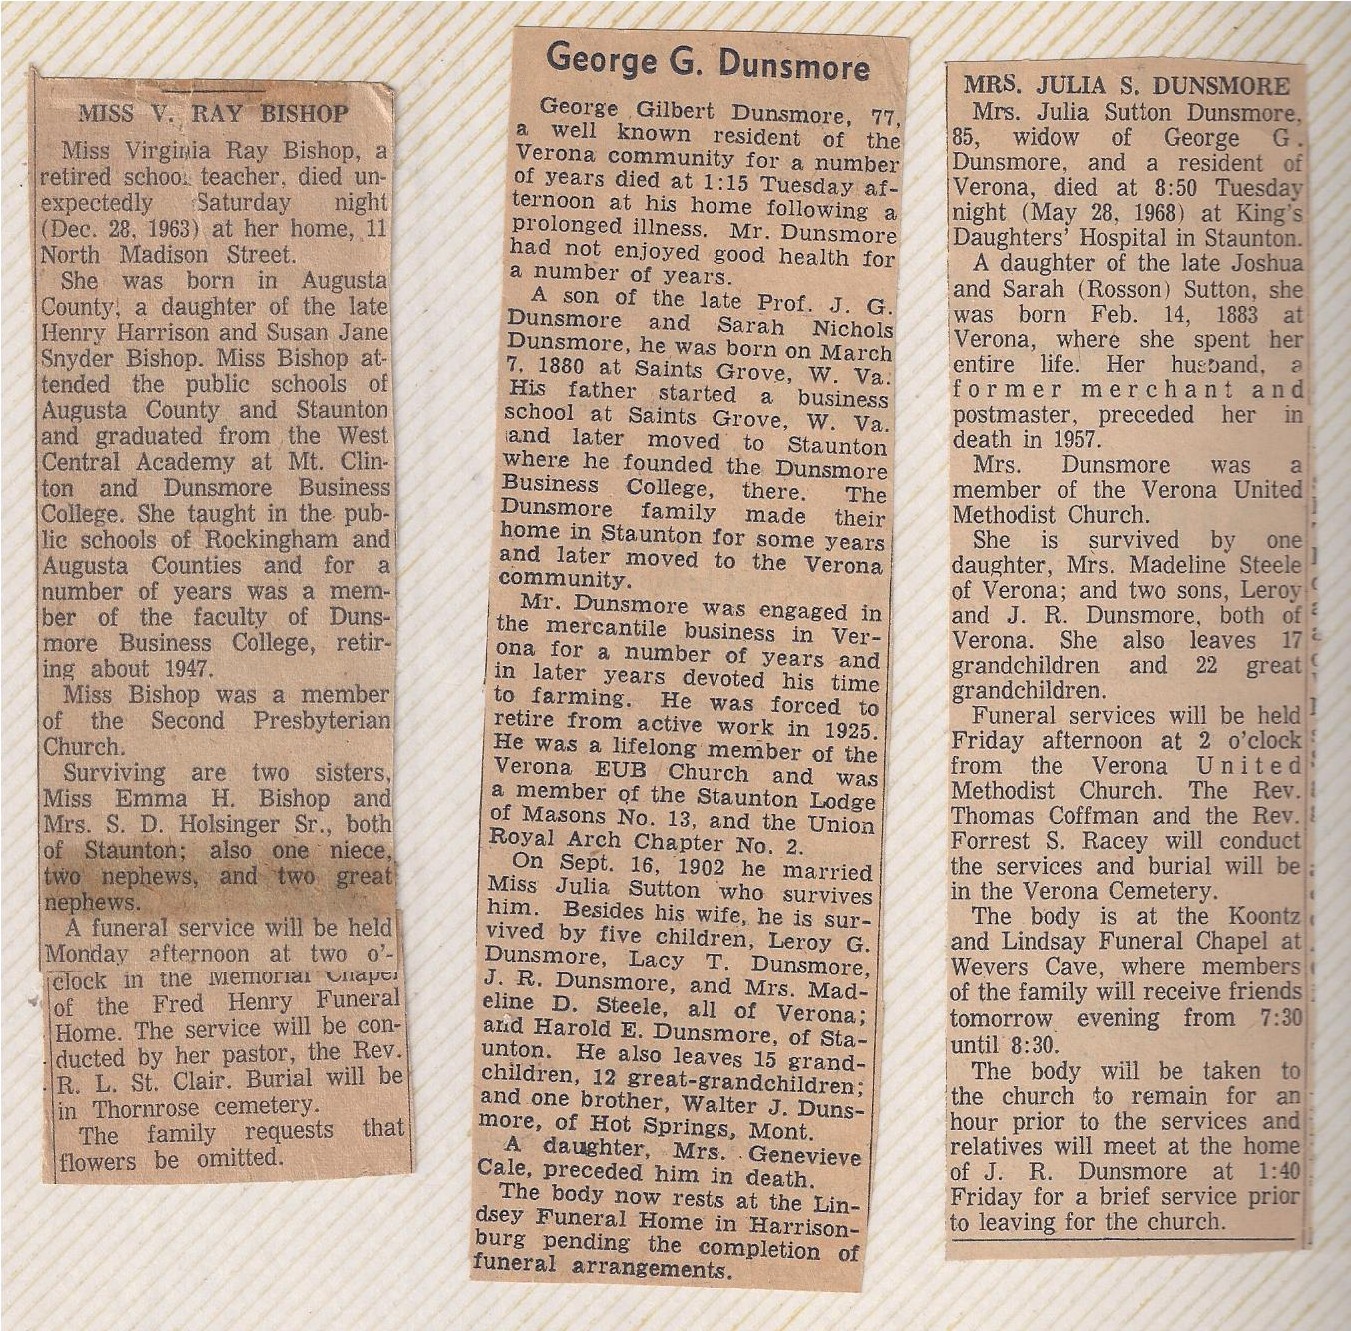 MISS V. RAY BISHOP
Miss Virginia Ray Bishop, a
retired school teacher, died un-
expectedly Saturday night
(Dec. 28, 1963) at her home, 11
North Madison Street.
She was born in Augusta
County, a daughter of the late
Henry Harrison and Susan Jane
Snyder Bishop. Miss Bishop at-
tended the public schools of
Augusta County and Staunton
and graduated from the West
Central Academy at Mt. Clin-
ton and Dunsmore Business
College. She taught in the pub-
lic schools of Rockingham and
Augusta Counties and for a
number of years was a mem-
ber of the faculty of Duns-
more Business College, retir-
ing about 1947.
Miss Bishop was a member
of the Second Presbyterian
Church.
Surviving are two sisters,
Miss Emma H. Bishop and
Mrs. S. D. Holsinger Sr., both
of Staunton; also one niece,
two nephews, and two great
nephews.
A funeral service will be held
Monday afternoon at two o'-
clock in the Memorial Chapel
of the Fred Henry Funeral
Home. The service will be con-
ducted by her pastor, the Rev.
R. L. St. Clair. Burial will be
in Thornrose cemetery.
The family requests that
flowers be omitted.
George G. Dunsmore
George Gilbert Dunsmore, 77,
a well known resident of the
Verona community for a number
of years died at 1:15 Tuesday af-
ternoon at his home following a
prolonged illness. Mr. Dunsmore
had not enjoyed good health for
a number of years.
A son of the late Prof. J. G.
Dunsmore and Sarah Nichols
Dunsmore, he was born on March
7, 1880 at Saints Grove, W. Va.
His father started a business
school at Saints Grove, W. Va.
and later moved to Staunton
where he founded the Dunsmore
Business College, there. The
Dunsmore family made their
home in Staunton for some years
and later moved to the Verona
community.
Mr. Dunsmore was engaged in
the mercantile business in Ver-
ona for a number of years and
in later years devoted his time
to farming. He was forced to
retire from active work in 1925.
He was a lifelong member of the
Verona EUB Church and was
a member of the Staunton Lodge
of Masons No. 13, and the Union
Royal Arch Chapter No. 2.
On Sept. 16, 1902 he married
Miss Julia Sutton who survives
him. Besides his wife, he is sur-
vived by five children, Leroy G.
Dunsmore, Lacy T. Dunsmore,
J. R. Dunsmore, and Mrs. Mad-
eline D. Steele, all of Verona;
and Harold E. Dunsmore, of Sta-
unton. He also leaves 15 grand-
children, 12 great-grandchildren;
and one brother, Walter J. Duns-
more, of Hot Springs, Mont.
A daughter, Mrs. Genevieve
Cale, preceded him in death.
The body now rests at the Lin-
dsey Funeral Home in Harrison-
burg pending the completion of
funeral arrangements.
MRS. JULIA S. DUNSMORE
Mrs. Julia Sutton Dunsmore,
85, widow of George G.
Dunsmore, and a resident of
Verona, died at 8:50 Tuesday
night (May 28, 1968) at King's
Daughters' Hospital in Staunton.
A daughter of the late Joshua
and Sarah (Rosson) Sutton, she
was born Feb. 14, 1883 at
Verona, where she spent her
entire life. Her husband, a
former merchant and
postmaster, preceded her in
death in 1957.
Mrs. Dunsmore was a
member of the Verona United
Methodist Church.
She is survived by one
daughter, Mrs. Madeline Steele
of Verona; and two sons, Leroy
and J. R. Dunsmore, both of
Verona. She also leaves 17
grandchildren and 22 great
grandchildren.
Funeral services will be held
Friday afternoon at 2 o'clock
from the Verona United
Methodist Church. The Rev.
Thomas Coffman and the Rev.
Forrest S. Racey will conduct
the services and burial will be
in the Verona Cemetery.
The body is at the Koontz
and Lindsay Funeral Chapel at
Wevers Cave, where members
of the family will receive friends
tomorrow evening from 7:30
until 8:30.
The body will be taken to
the church to remain for an
hour prior to the services and
relatives will meet at the home
of J. R. Dunsmore at 1:40
Friday for a brief service prior
to leaving for the church.